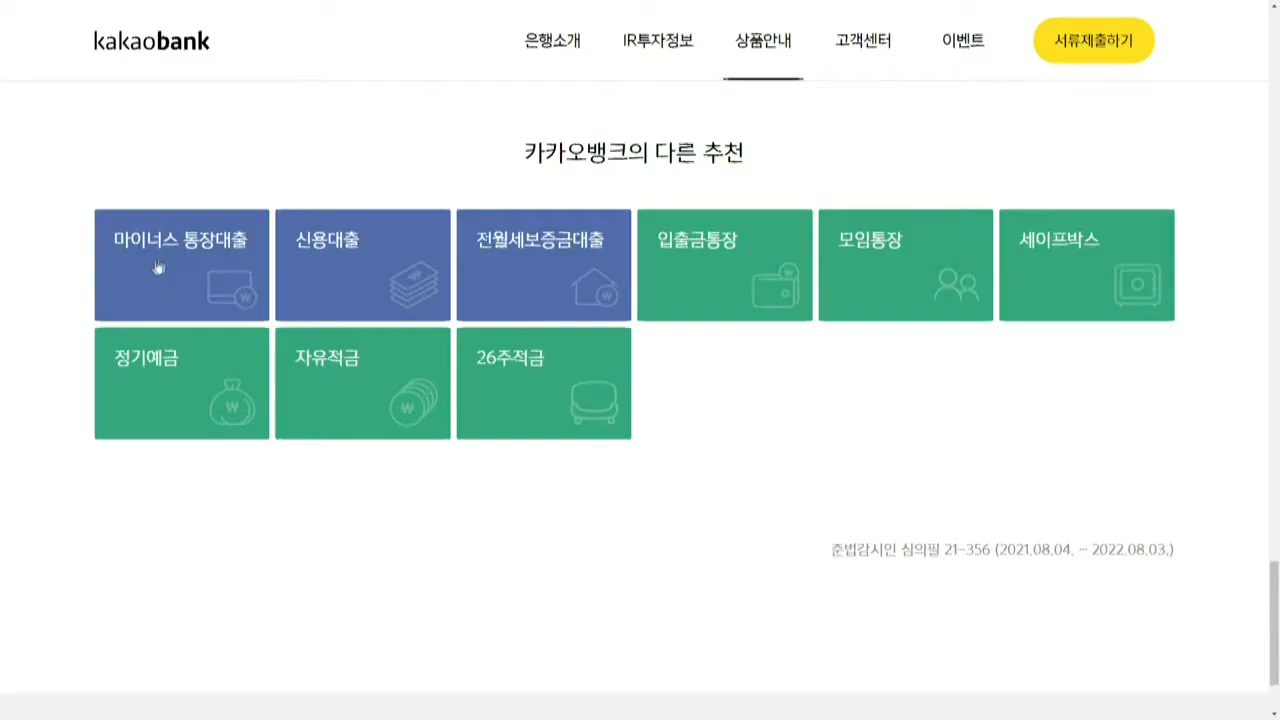 kakaobank
은행소개 IR투자정보 상품안내 고객센터 이벤트 서류제출하기
카카오뱅크의 다른 추천
마이너스 통장대출 신용대출 전월세보증금대출 입출금통장 모임통장 세이프박스
정기예금 자유적금 26주적금
준법감시인 심의필 21-356 (2021.08.04. ~ 2022.08.03.)